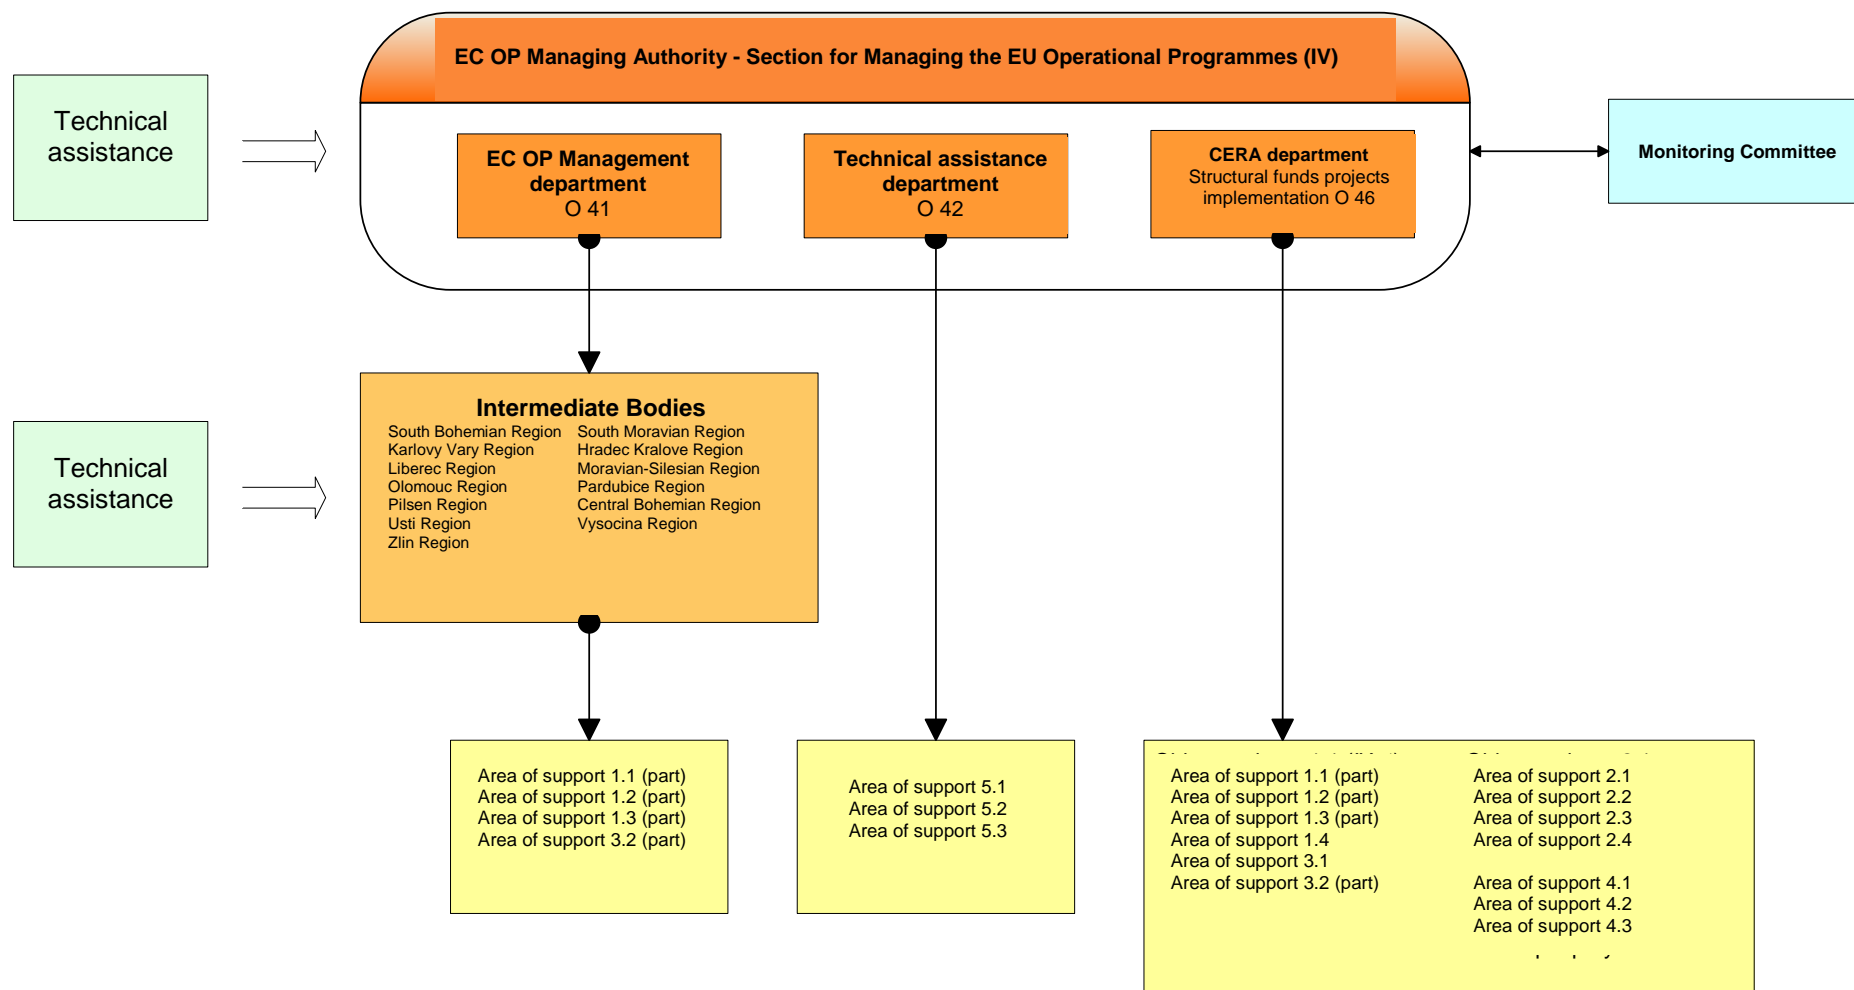 EC OP Managing Authority - Section for Managing the EU Operational Programmes (IV)
Technical
assistance
EC OP Management
department
O 41
Technical assistance
department
O 42
CERA department
Structural funds projects
implementation O 46
Monitoring Committee
Technical
assistance
Intermediate Bodies
South Bohemian Region South Moravian Region
Karlovy Vary Region Hradec Kralove Region
Liberec Region Moravian-Silesian Region
Olomouc Region Pardubice Region
Pilsen Region Central Bohemian Region
Usti Region Vysocina Region
Zlin Region
Area of support 1.1 (part)
Area of support 1.2 (part)
Area of support 1.3 (part)
Area of support 3.2 (part)
Area of support 5.1
Area of support 5.2
Area of support 5.3
Area of support 1.1 (part)
Area of support 1.2 (part)
Area of support 1.3 (part)
Area of support 1.4
Area of support 3.1
Area of support 3.2 (part)
Area of support 2.1
Area of support 2.2
Area of support 2.3
Area of support 2.4
Area of support 4.1
Area of support 4.2
Area of support 4.3